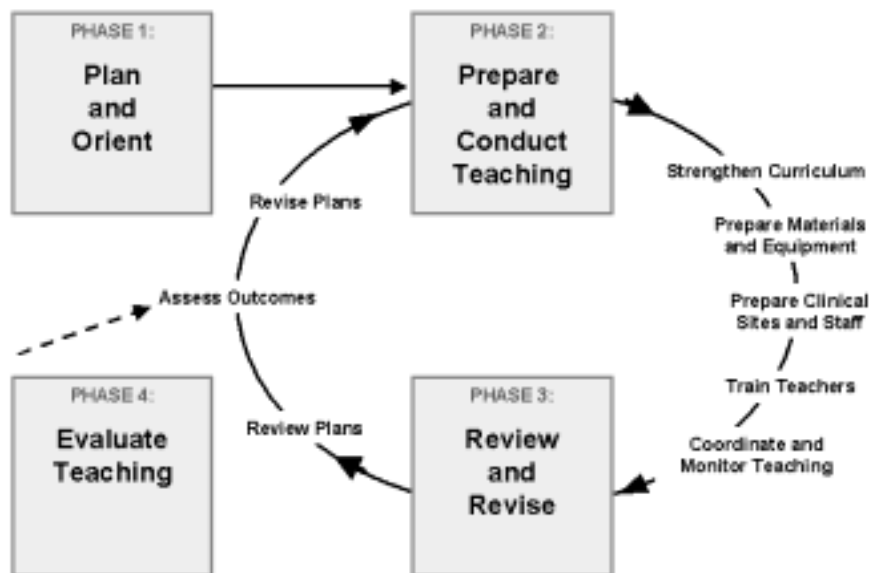 PHASE 1:
Plan
and
Orient
PHASE 2:
Prepare
and
Conduct
Teaching
Strengthen Curriculum
Prepare Materials
and Equipment
Prepare Clinical
Sites and Staff
Train Teachers
Coordinate and
Monitor Teaching
PHASE 3:
Review
and
Revise
Review Plans
Assess Outcomes
Revise Plans
PHASE 4:
Evaluate
Teaching